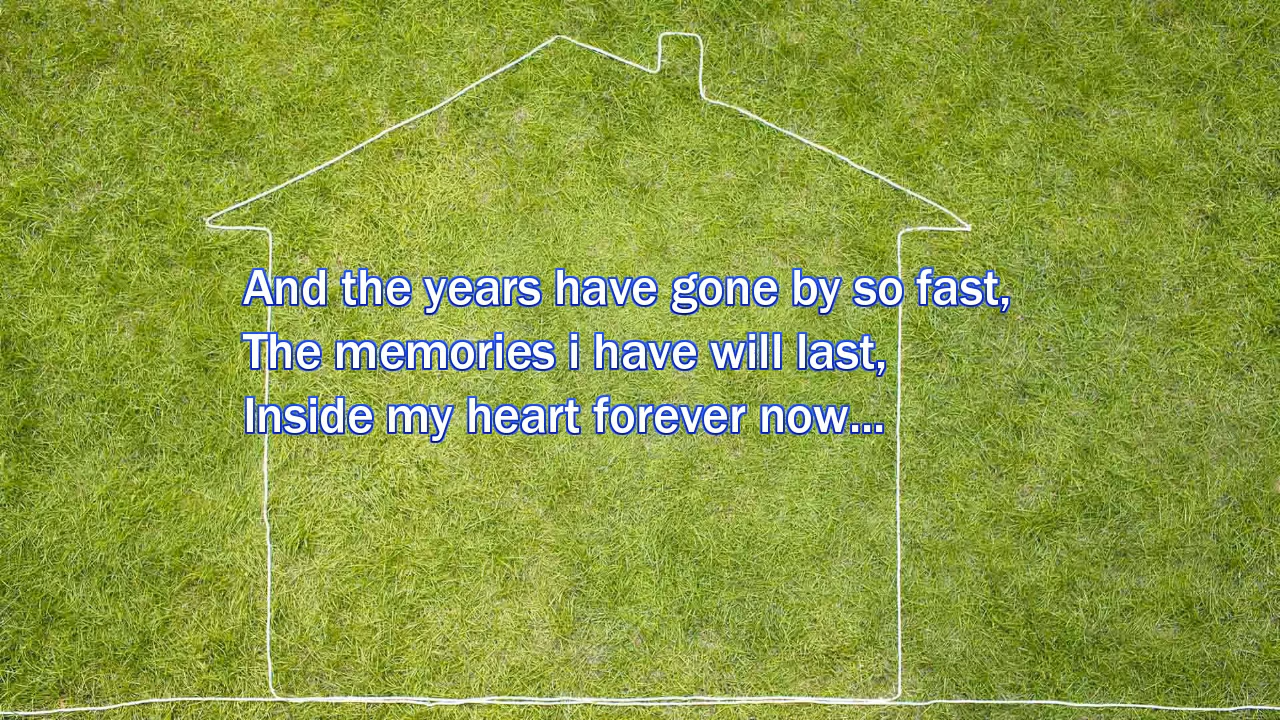 And the years have gone by so fast,
The memories i have will last,
Inside my heart forever now...